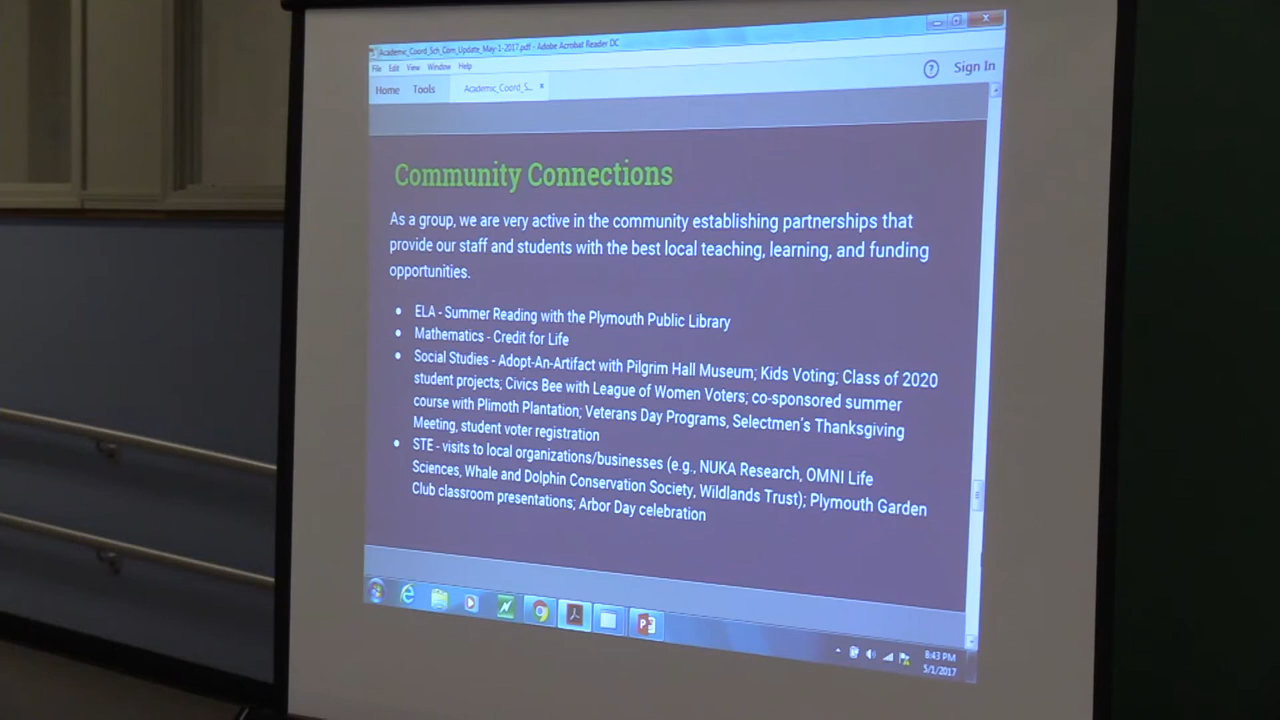 Academic_Coord_Sch_Com_Update_May-1-2017.pdf - Adobe Acrobat Reader DC
File Edit View Window Help
Home Tools Academic_Coord_S... x
? Sign In
Community Connections
As a group, we are very active in the community establishing partnerships that
provide our staff and students with the best local teaching, learning, and funding
opportunities.
• ELA - Summer Reading with the Plymouth Public Library
• Mathematics - Credit for Life
• Social Studies - Adopt-An-Artifact with Pilgrim Hall Museum; Kids Voting; Class of 2020
student projects; Civics Bee with League of Women Voters; co-sponsored summer
course with Plimoth Plantation; Veterans Day Programs, Selectmen's Thanksgiving
Meeting, student voter registration
• STE - visits to local organizations/businesses (e.g., NUKA Research, OMNI Life
Sciences, Whale and Dolphin Conservation Society, Wildlands Trust); Plymouth Garden
Club classroom presentations; Arbor Day celebration
8:43 PM
5/1/2017